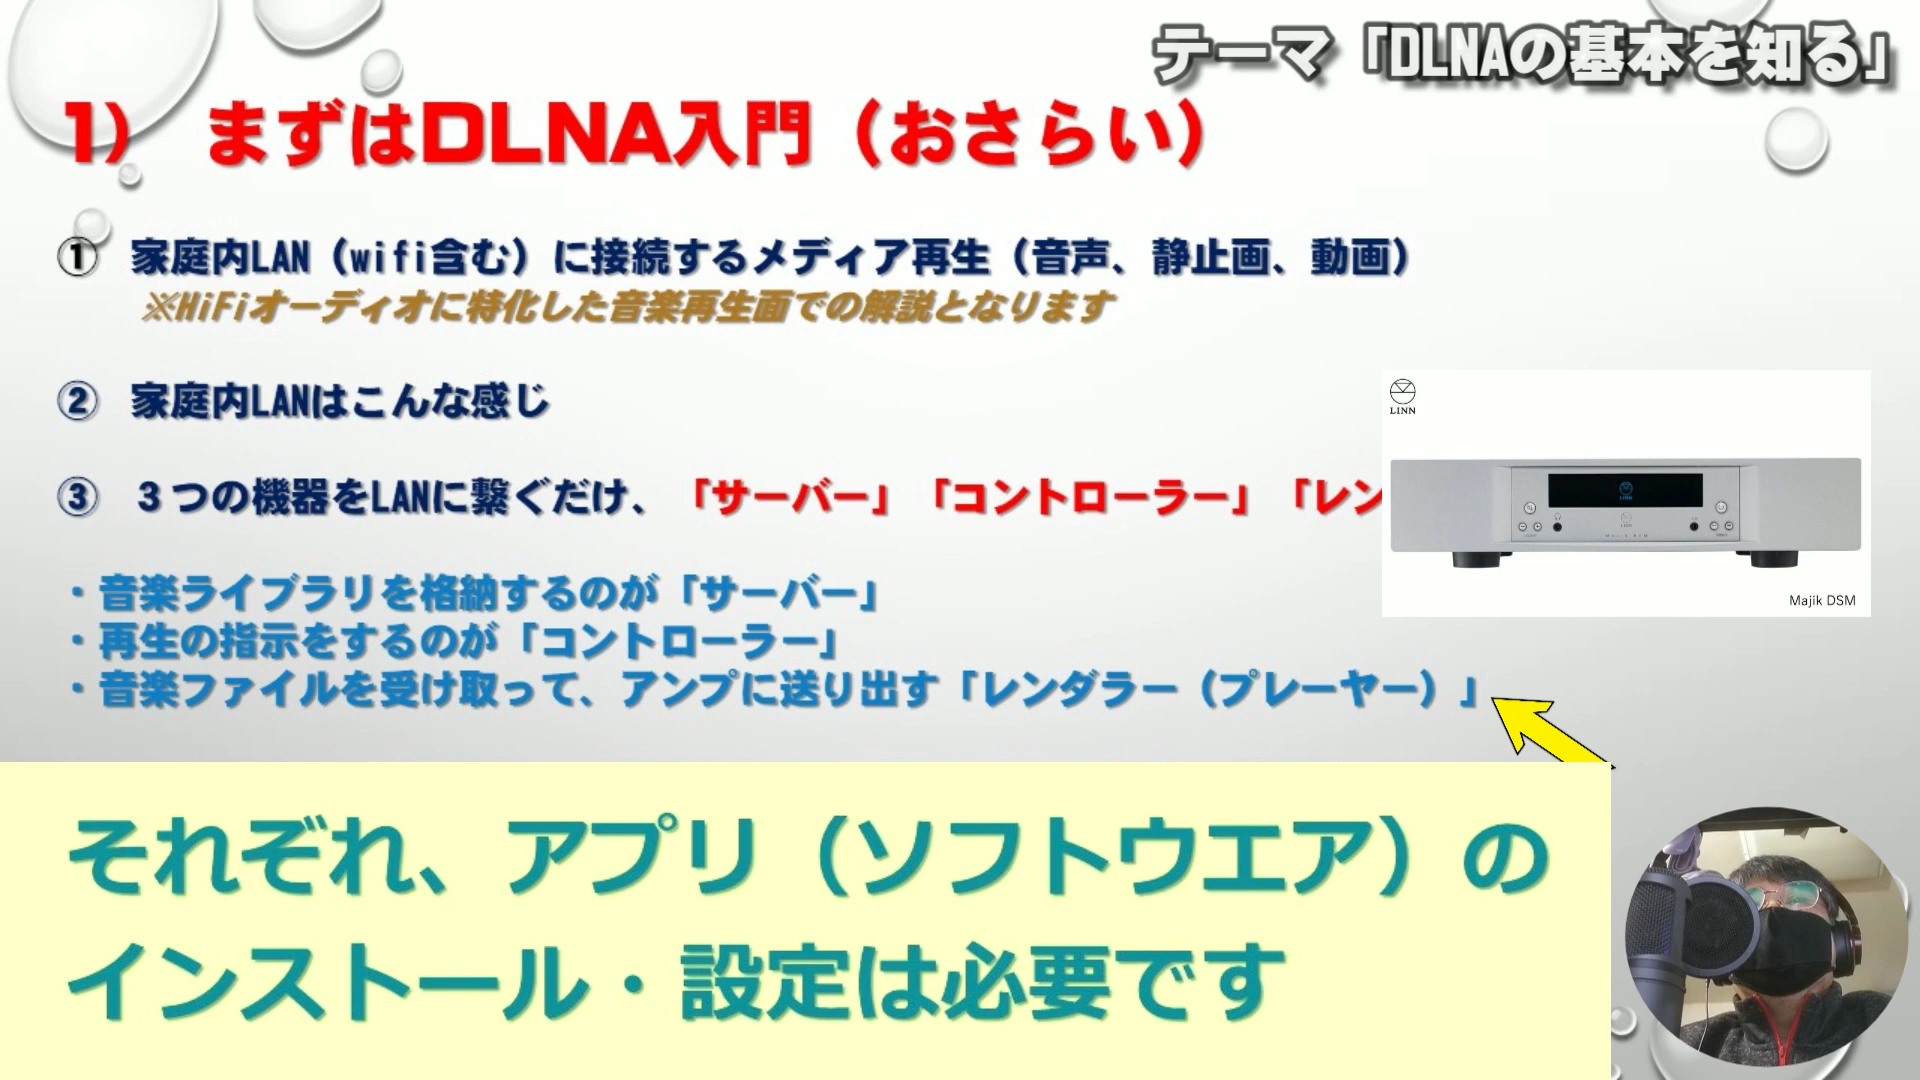 テーマ「DLNAの基本を知る」
1） まずはDLNA入門（おさらい）
① 家庭内LAN（wifi含む）に接続するメディア再生（音声、静止画、動画）
※HiFiオーディオに特化した音楽再生面での解説となります
② 家庭内LANはこんな感じ
③ ３つの機器をLANに繋ぐだけ、「サーバー」「コントローラー」「レン
LINN
Majik DSM
・音楽ライブラリを格納するのが「サーバー」
・再生の指示をするのが「コントローラー」
・音楽ファイルを受け取って、アンプに送り出す「レンダラー（プレーヤー）」
それぞれ、アプリ（ソフトウエア）の
インストール・設定は必要です